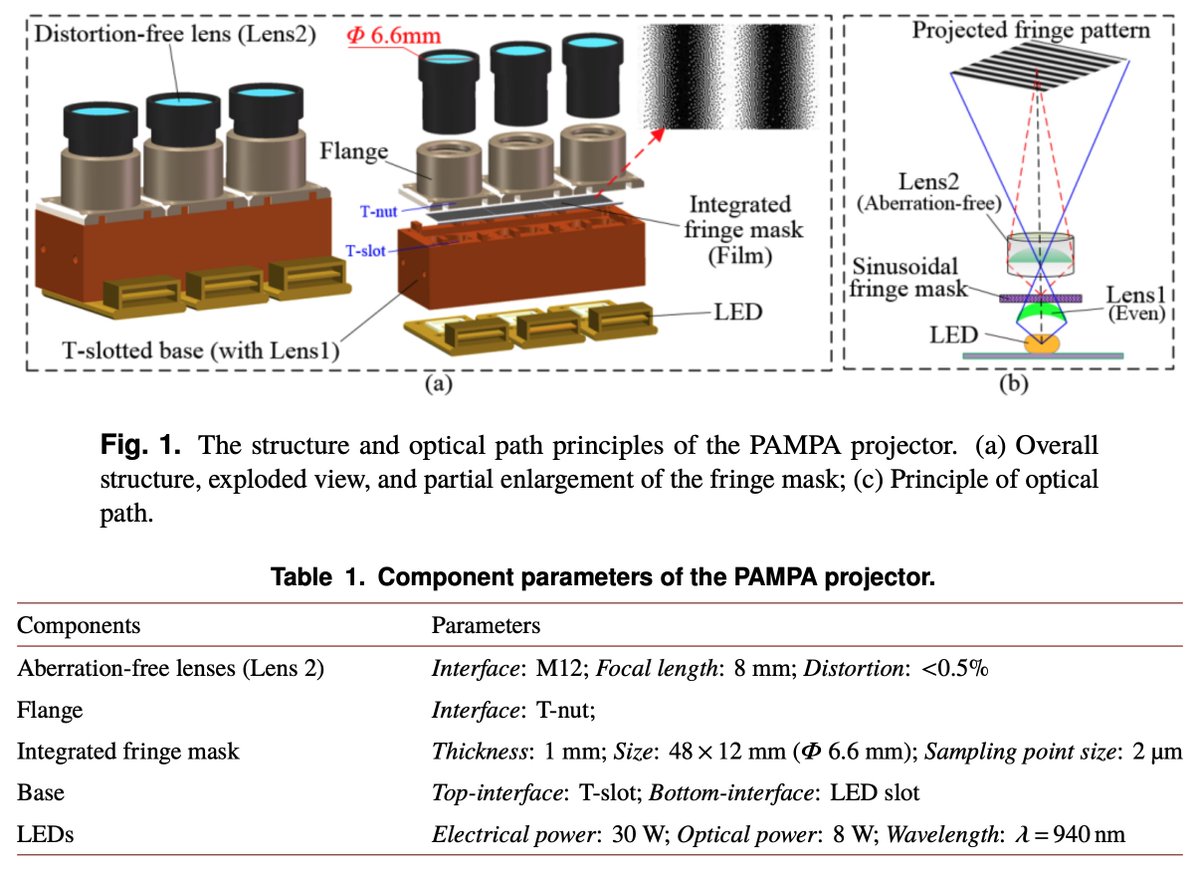 Distortion-free lens (Lens2)
Φ 6.6mm
Flange
T-nut
T-slot
Integrated
fringe mask
(Film)
LED
T-slotted base (with Lens1)
(a)
Projected fringe pattern
Lens2
(Aberration-free)
Sinusoidal
fringe mask
Lens1
(Even)
LED
(b)
Fig. 1. The structure and optical path principles of the PAMPA projector. (a) Overall
structure, exploded view, and partial enlargement of the fringe mask; (c) Principle of optical
path.
Table 1. Component parameters of the PAMPA projector.
Components Parameters
Aberration-free lenses (Lens 2) Interface: M12; Focal length: 8 mm; Distortion: <0.5%
Flange Interface: T-nut;
Integrated fringe mask Thickness: 1 mm; Size: 48 × 12 mm (Φ 6.6 mm); Sampling point size: 2 μm
Base Top-interface: T-slot; Bottom-interface: LED slot
LEDs Electrical power: 30 W; Optical power: 8 W; Wavelength: λ = 940 nm